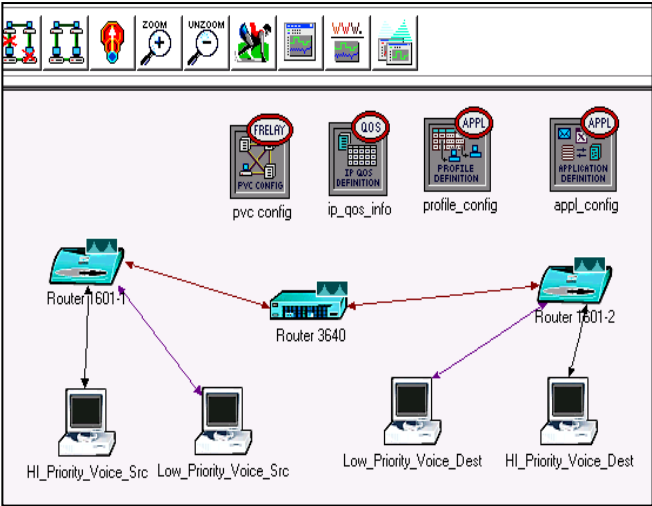 ZOOM
UNZOOM
WWW.
FRELAY
PVC CONFIG
pvc config
QOS
IP QOS
DEFINITION
ip_qos_info
APPL
PROFILE
DEFINITION
profile_config
APPL
APPLICATION
DEFINITION
appl_config
Router 1601-1
Router 3640
Router 1601-2
HI_Priority_Voice_Src
Low_Priority_Voice_Src
Low_Priority_Voice_Dest
HI_Priority_Voice_Dest